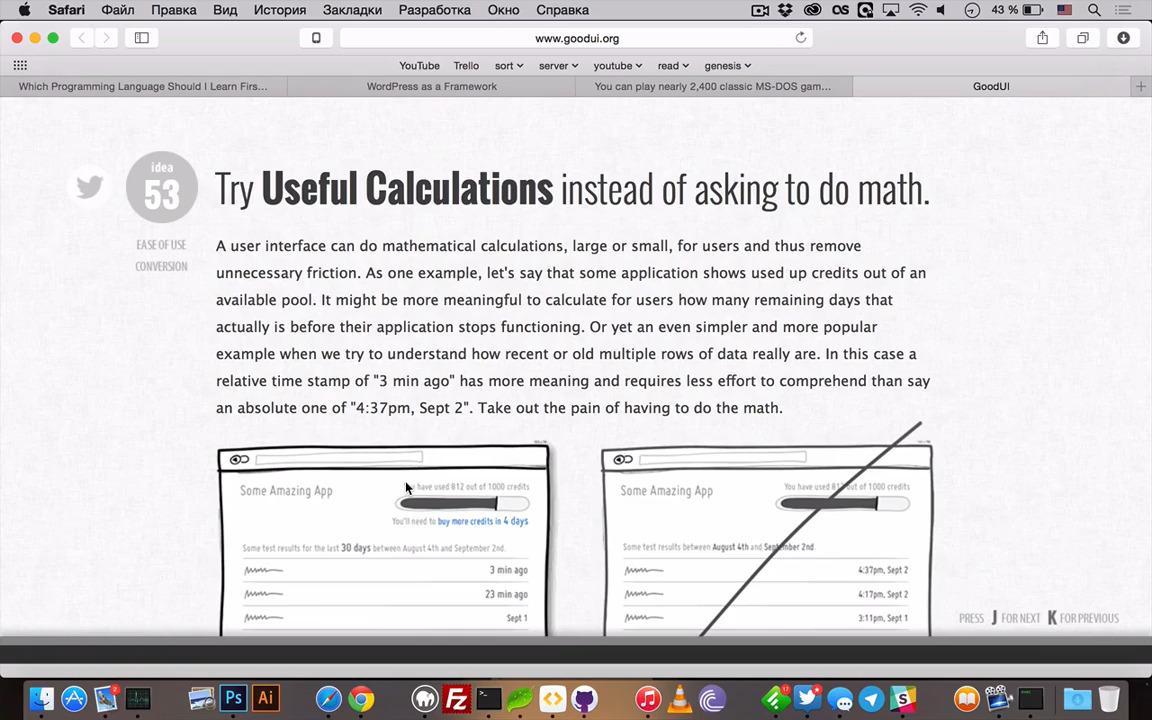 Safari Файл Правка Вид История Закладки Разработка Окно Справка 43 %
www.goodui.org
YouTube Trello sort server youtube read genesis
Which Programming Language Should I Learn Firs... WordPress as a Framework You can play nearly 2,400 classic MS-DOS gam... GoodUI
idea
53
Try Useful Calculations instead of asking to do math.
EASE OF USE
CONVERSION
A user interface can do mathematical calculations, large or small, for users and thus remove
unnecessary friction. As one example, let's say that some application shows used up credits out of an
available pool. It might be more meaningful to calculate for users how many remaining days that
actually is before their application stops functioning. Or yet an even simpler and more popular
example when we try to understand how recent or old multiple rows of data really are. In this case a
relative time stamp of "3 min ago" has more meaning and requires less effort to comprehend than say
an absolute one of "4:37pm, Sept 2". Take out the pain of having to do the math.
Some Amazing App
You have used 812 out of 1000 credits
You'll need to buy more credits in 4 days
Some test results for the last 30 days between August 4th and September 2nd.
3 min ago
23 min ago
Sept 1
Some Amazing App
You have used 812 out of 1000 credits
Some test results between August 4th and September 2nd.
4:37pm, Sept 2
4:17pm, Sept 2
3:11pm, Sept 1
PRESS J FOR NEXT K FOR PREVIOUS
Ps Ai